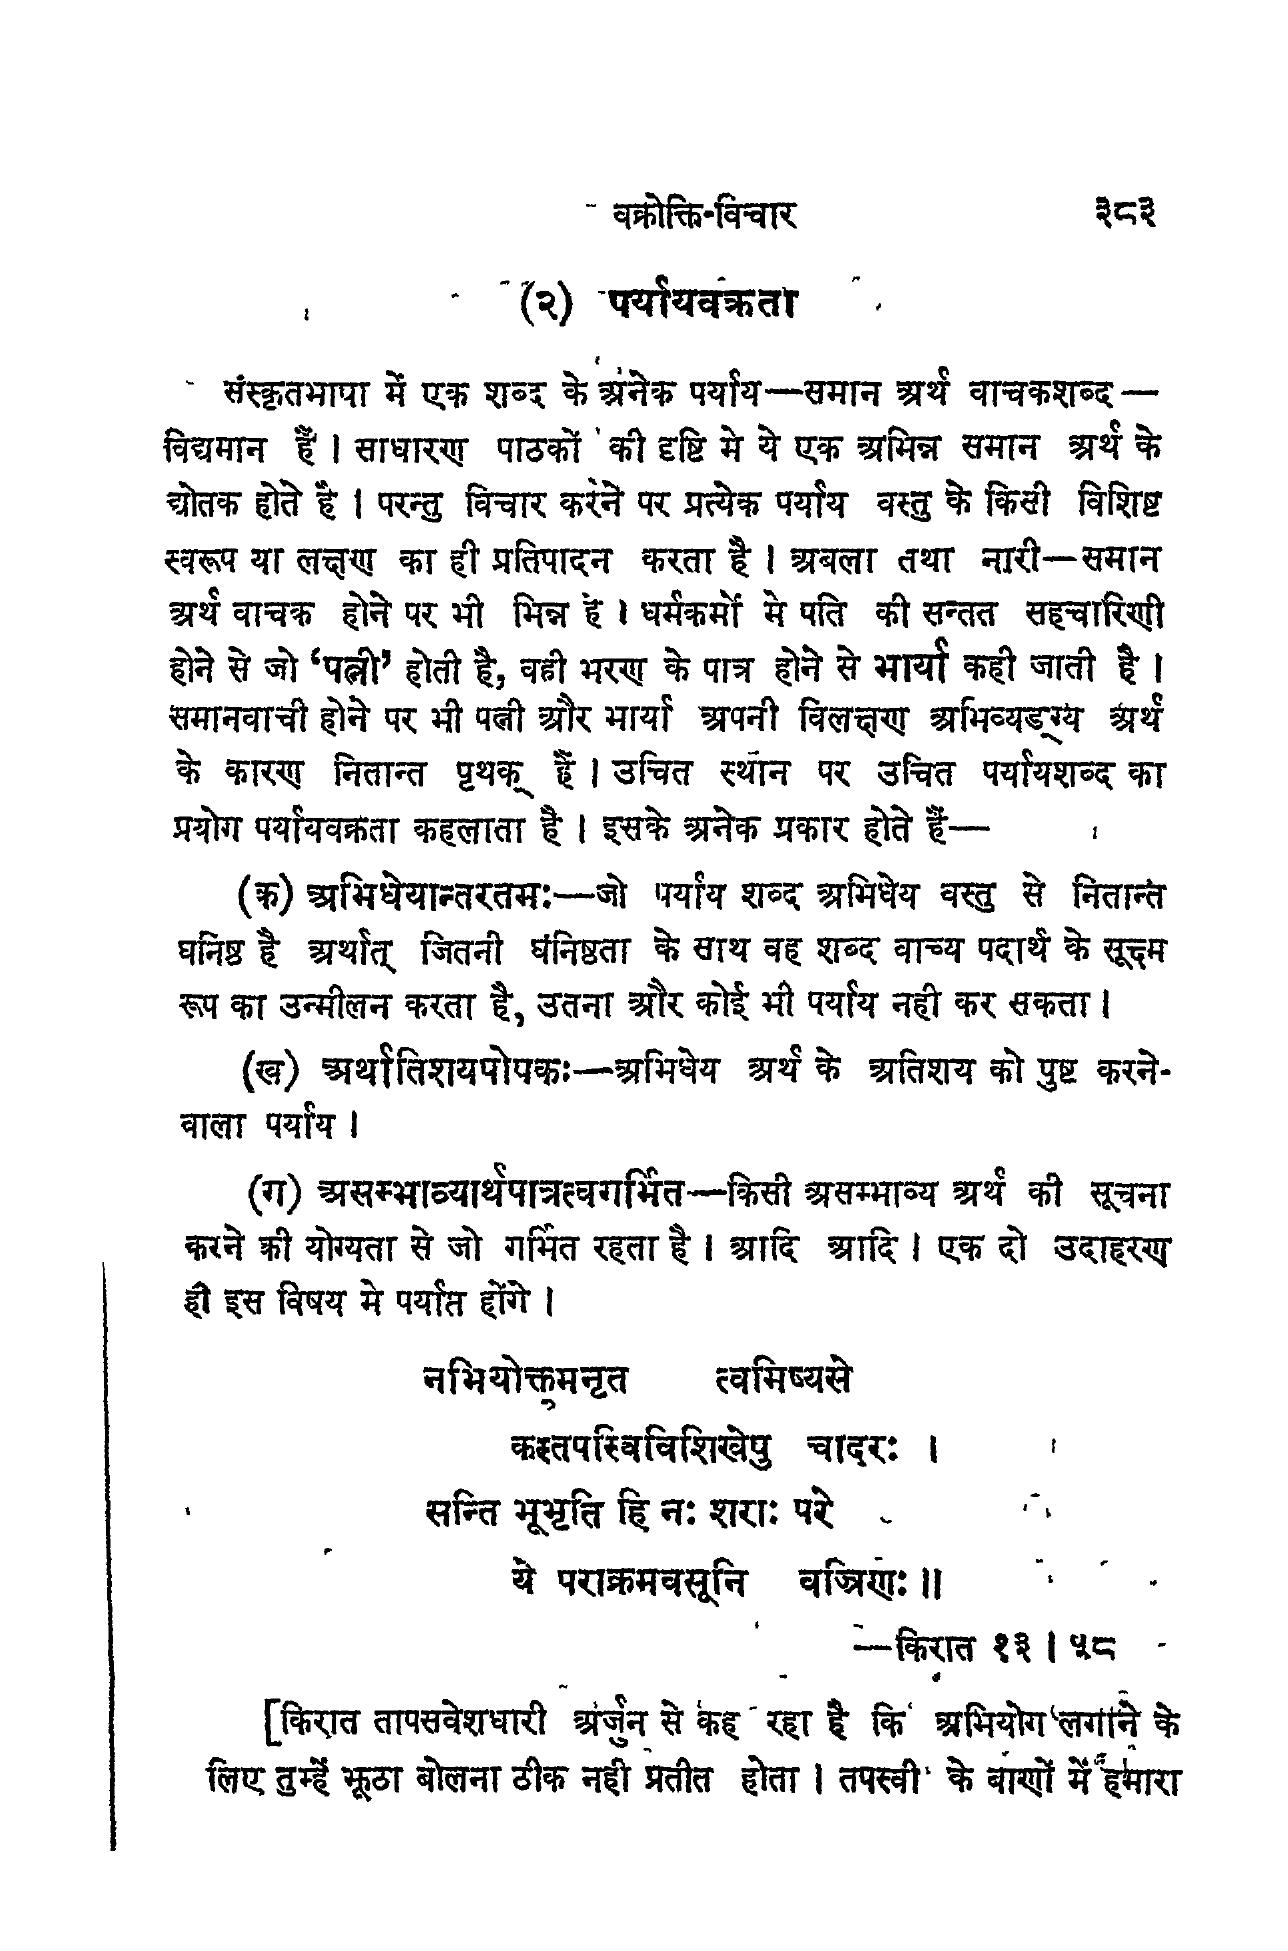 वक्रोक्ति-विचार ३८३
(२) पर्यायवक्रता
संस्कृतभाषा में एक शब्द के अनेक पर्याय—समान अर्थ वाचकशब्द—
विद्यमान हैं । साधारण पाठकों की दृष्टि मे ये एक अभिन्न समान अर्थ के
द्योतक होते है । परन्तु विचार करने पर प्रत्येक पर्याय वस्तु के किसी विशिष्ट
स्वरूप या लक्षण का ही प्रतिपादन करता है । अबला तथा नारी—समान
अर्थ वाचक होने पर भी भिन्न है । धर्मकर्मों मे पति की सन्तत सहचारिणी
होने से जो ‘पत्नी’ होती है, वही भरण के पात्र होने से भार्या कही जाती है ।
समानवाची होने पर भी पत्नी और भार्या अपनी विलक्षण अभिव्यङ्ग्य अर्थ
के कारण नितान्त पृथक् हैं । उचित स्थान पर उचित पर्यायशब्द का
प्रयोग पर्यायवक्रता कहलाता है । इसके अनेक प्रकार होते हैं—
(क) अभिधेयान्तरतमः—जो पर्याय शब्द अभिधेय वस्तु से नितान्त
घनिष्ठ है अर्थात् जितनी घनिष्ठता के साथ वह शब्द वाच्य पदार्थ के सूक्ष्म
रूप का उन्मीलन करता है, उतना और कोई भी पर्याय नही कर सकता ।
(ख) अर्थातिशयपोषकः—अभिधेय अर्थ के अतिशय को पुष्ट करने-
वाला पर्याय ।
(ग) असम्भाव्यार्थपात्रत्वगर्भित—किसी असम्भाव्य अर्थ की सूचना
करने की योग्यता से जो गर्भित रहता है । आदि आदि । एक दो उदाहरण
ही इस विषय मे पर्याप्त होंगे ।
नभियोक्तुमनृत त्वमिष्यसे
कस्तपस्विविशिखेषु चादरः ।
सन्ति भूभृति हि नः शराः परे
ये पराक्रमवसूनि वज्रिणः ॥
—किरात १३ । ५८
[किरात तापसवेशधारी अर्जुन से कह रहा है कि अभियोग लगाने के
लिए तुम्हें झूठा बोलना ठीक नही प्रतीत होता । तपस्वी के बाणों में हमारा